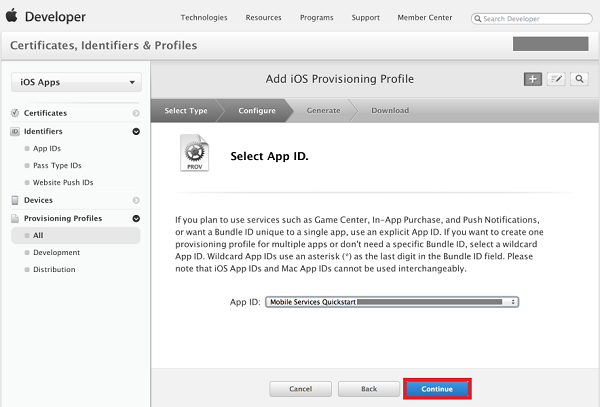 Developer
Technologies Resources Programs Support Member Center
Search Developer
Certificates, Identifiers & Profiles
iOS Apps
Add iOS Provisioning Profile
Select Type Configure Generate Download
Certificates
Identifiers
App IDs
Pass Type IDs
Website Push IDs
Devices
Provisioning Profiles
All
Development
Distribution
PROV
Select App ID.
If you plan to use services such as Game Center, In-App Purchase, and Push Notifications,
or want a Bundle ID unique to a single app, use an explicit App ID. If you want to create one
provisioning profile for multiple apps or don't need a specific Bundle ID, select a wildcard
App ID. Wildcard App IDs use an asterisk (*) as the last digit in the Bundle ID field. Please
note that iOS App IDs and Mac App IDs cannot be used interchangeably.
App ID: Mobile Services Quickstart
Cancel Back Continue